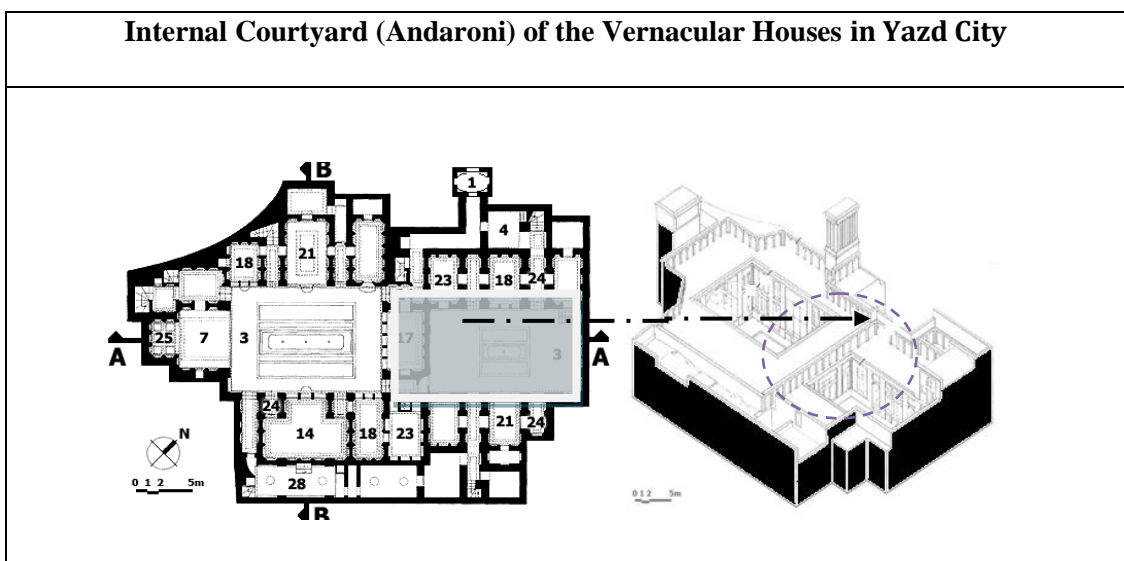 Internal Courtyard (Andaroni) of the Vernacular Houses in Yazd City
B
1
4
21
18
23
18
24
25
7
3
17
3
A
A
24
14
18
23
21
24
N
0 1 2 5m
28
B
0 1 2 5m